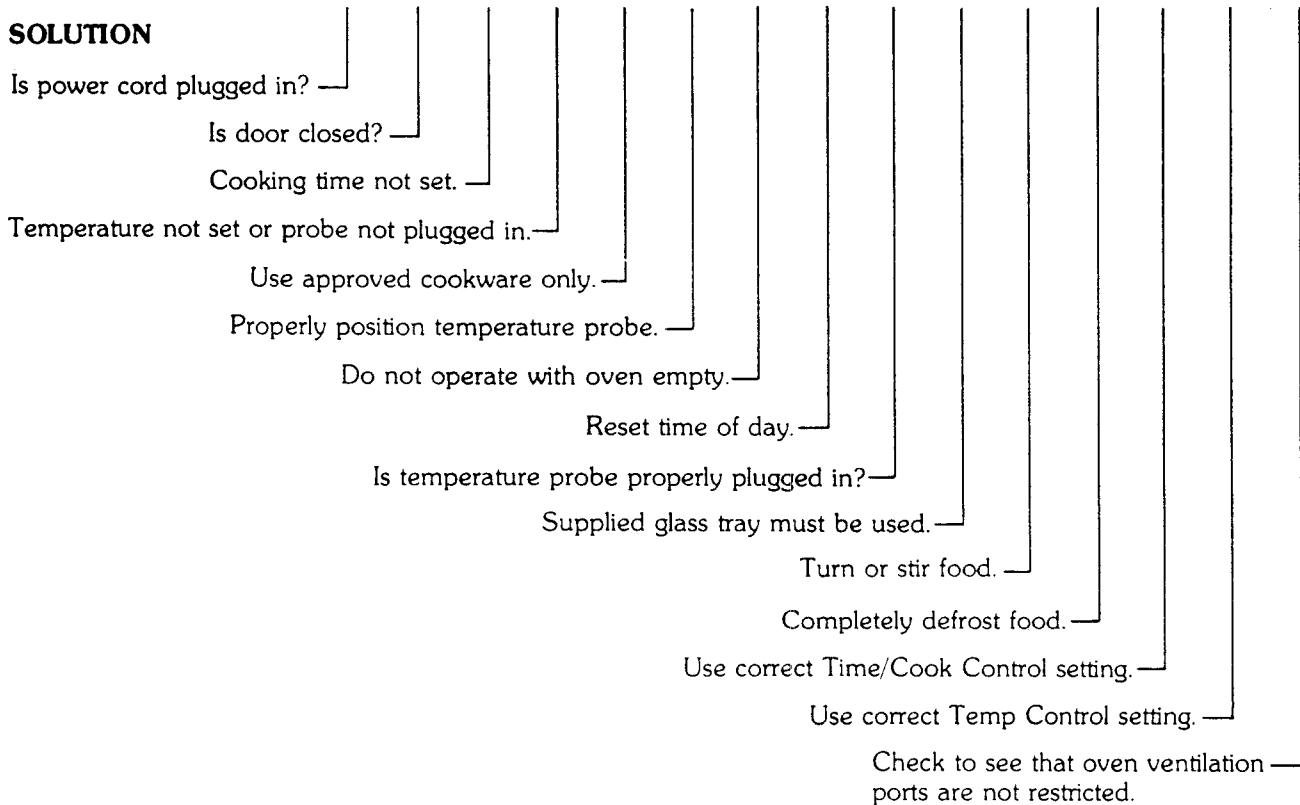 SOLUTION
Is power cord plugged in?
Is door closed?
Cooking time not set.
Temperature not set or probe not plugged in.
Use approved cookware only.
Properly position temperature probe.
Do not operate with oven empty.
Reset time of day.
Is temperature probe properly plugged in?
Supplied glass tray must be used.
Turn or stir food.
Completely defrost food.
Use correct Time/Cook Control setting.
Use correct Temp Control setting.
Check to see that oven ventilation
ports are not restricted.